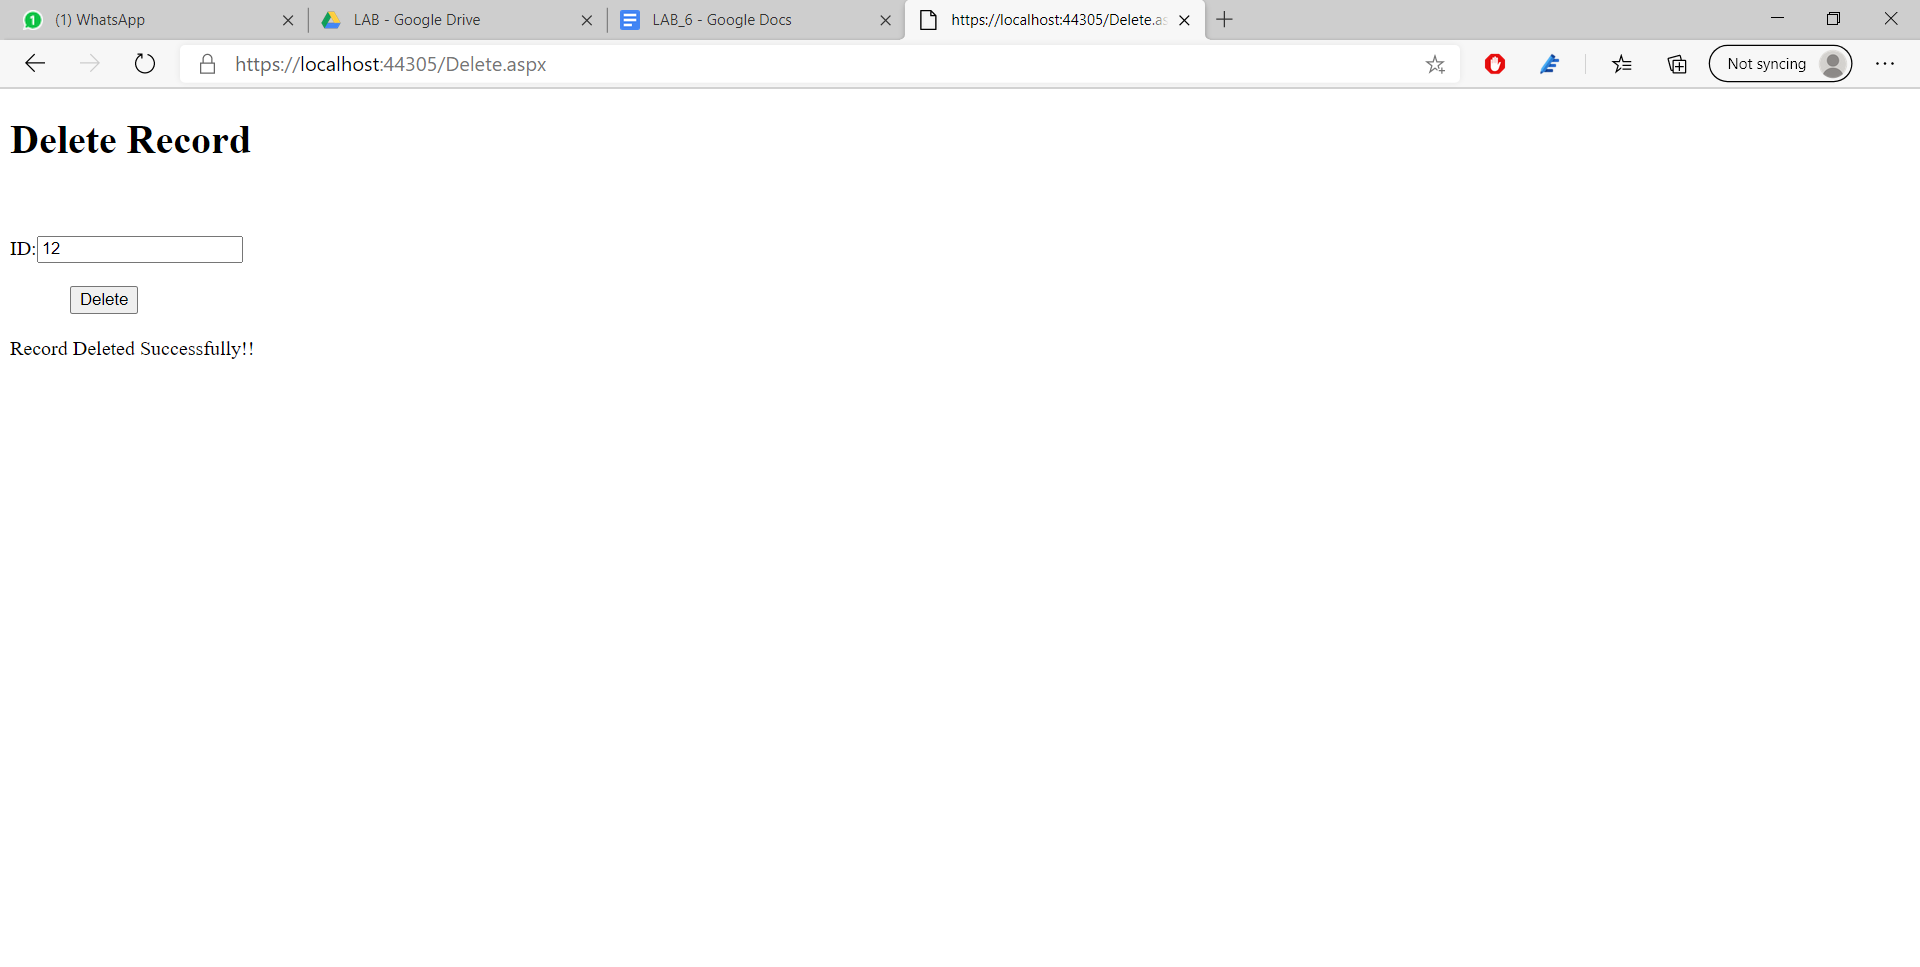 1 (1) WhatsApp
LAB - Google Drive
LAB_6 - Google Docs
https://localhost:44305/Delete.as
https://localhost:44305/Delete.aspx
Not syncing
Delete Record
ID: 12
Delete
Record Deleted Successfully!!